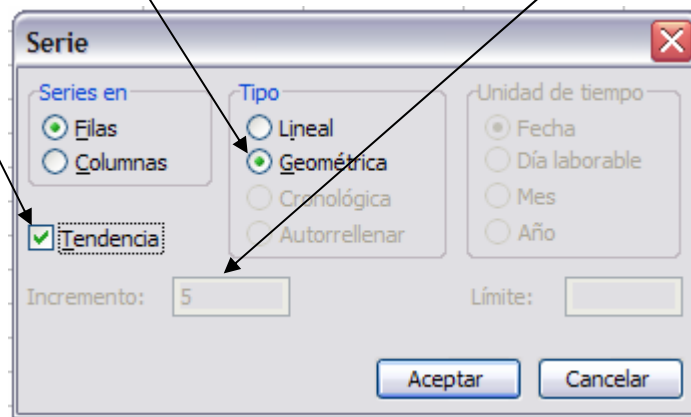 Serie
Series en
Filas
Columnas
Tendencia
Tipo
Lineal
Geométrica
Cronológica
Autorrellenar
Unidad de tiempo
Fecha
Día laborable
Mes
Año
Incremento: 5
Límite:
Aceptar
Cancelar